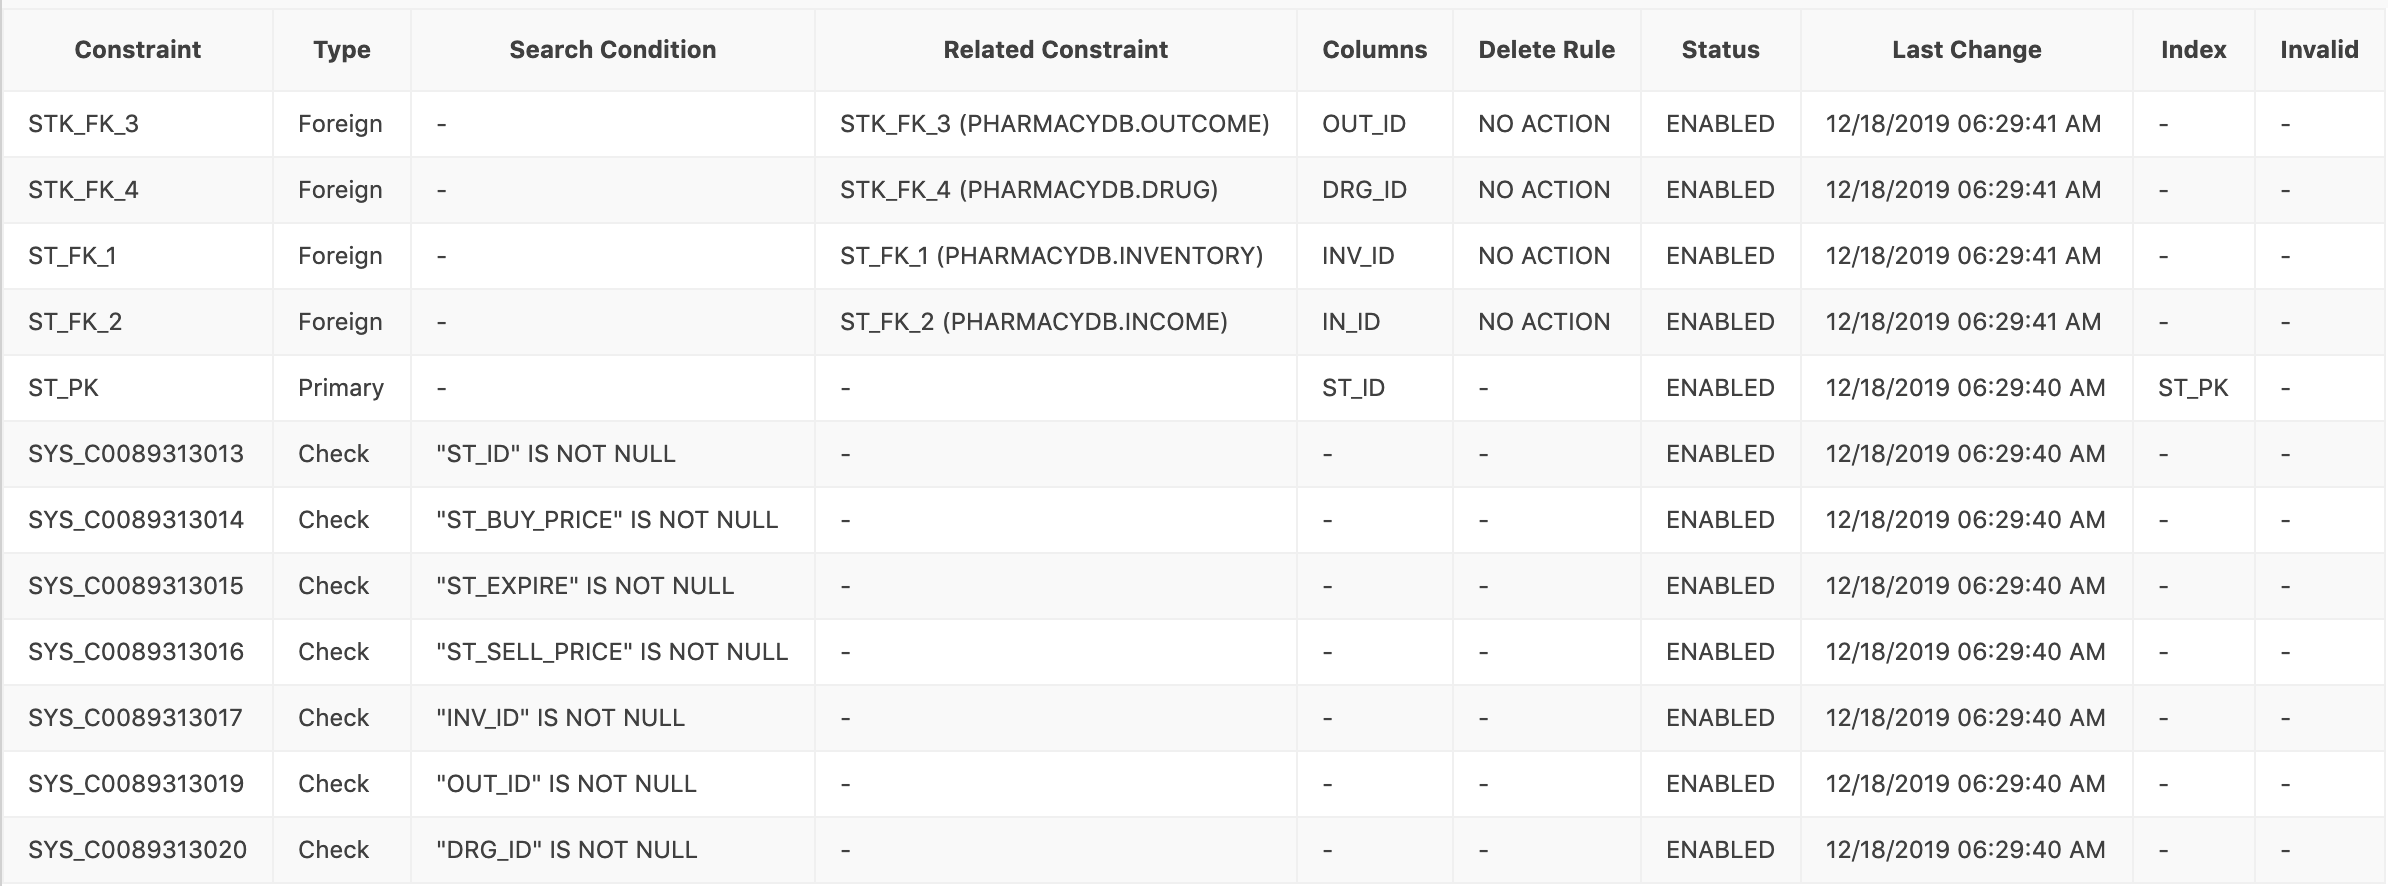 Constraint Type Search Condition Related Constraint Columns Delete Rule Status Last Change Index Invalid
STK_FK_3 Foreign - STK_FK_3 (PHARMACYDB.OUTCOME) OUT_ID NO ACTION ENABLED 12/18/2019 06:29:41 AM - -
STK_FK_4 Foreign - STK_FK_4 (PHARMACYDB.DRUG) DRG_ID NO ACTION ENABLED 12/18/2019 06:29:41 AM - -
ST_FK_1 Foreign - ST_FK_1 (PHARMACYDB.INVENTORY) INV_ID NO ACTION ENABLED 12/18/2019 06:29:41 AM - -
ST_FK_2 Foreign - ST_FK_2 (PHARMACYDB.INCOME) IN_ID NO ACTION ENABLED 12/18/2019 06:29:41 AM - -
ST_PK Primary - - ST_ID - ENABLED 12/18/2019 06:29:40 AM ST_PK -
SYS_C0089313013 Check "ST_ID" IS NOT NULL - - - ENABLED 12/18/2019 06:29:40 AM - -
SYS_C0089313014 Check "ST_BUY_PRICE" IS NOT NULL - - - ENABLED 12/18/2019 06:29:40 AM - -
SYS_C0089313015 Check "ST_EXPIRE" IS NOT NULL - - - ENABLED 12/18/2019 06:29:40 AM - -
SYS_C0089313016 Check "ST_SELL_PRICE" IS NOT NULL - - - ENABLED 12/18/2019 06:29:40 AM - -
SYS_C0089313017 Check "INV_ID" IS NOT NULL - - - ENABLED 12/18/2019 06:29:40 AM - -
SYS_C0089313019 Check "OUT_ID" IS NOT NULL - - - ENABLED 12/18/2019 06:29:40 AM - -
SYS_C0089313020 Check "DRG_ID" IS NOT NULL - - - ENABLED 12/18/2019 06:29:40 AM - -